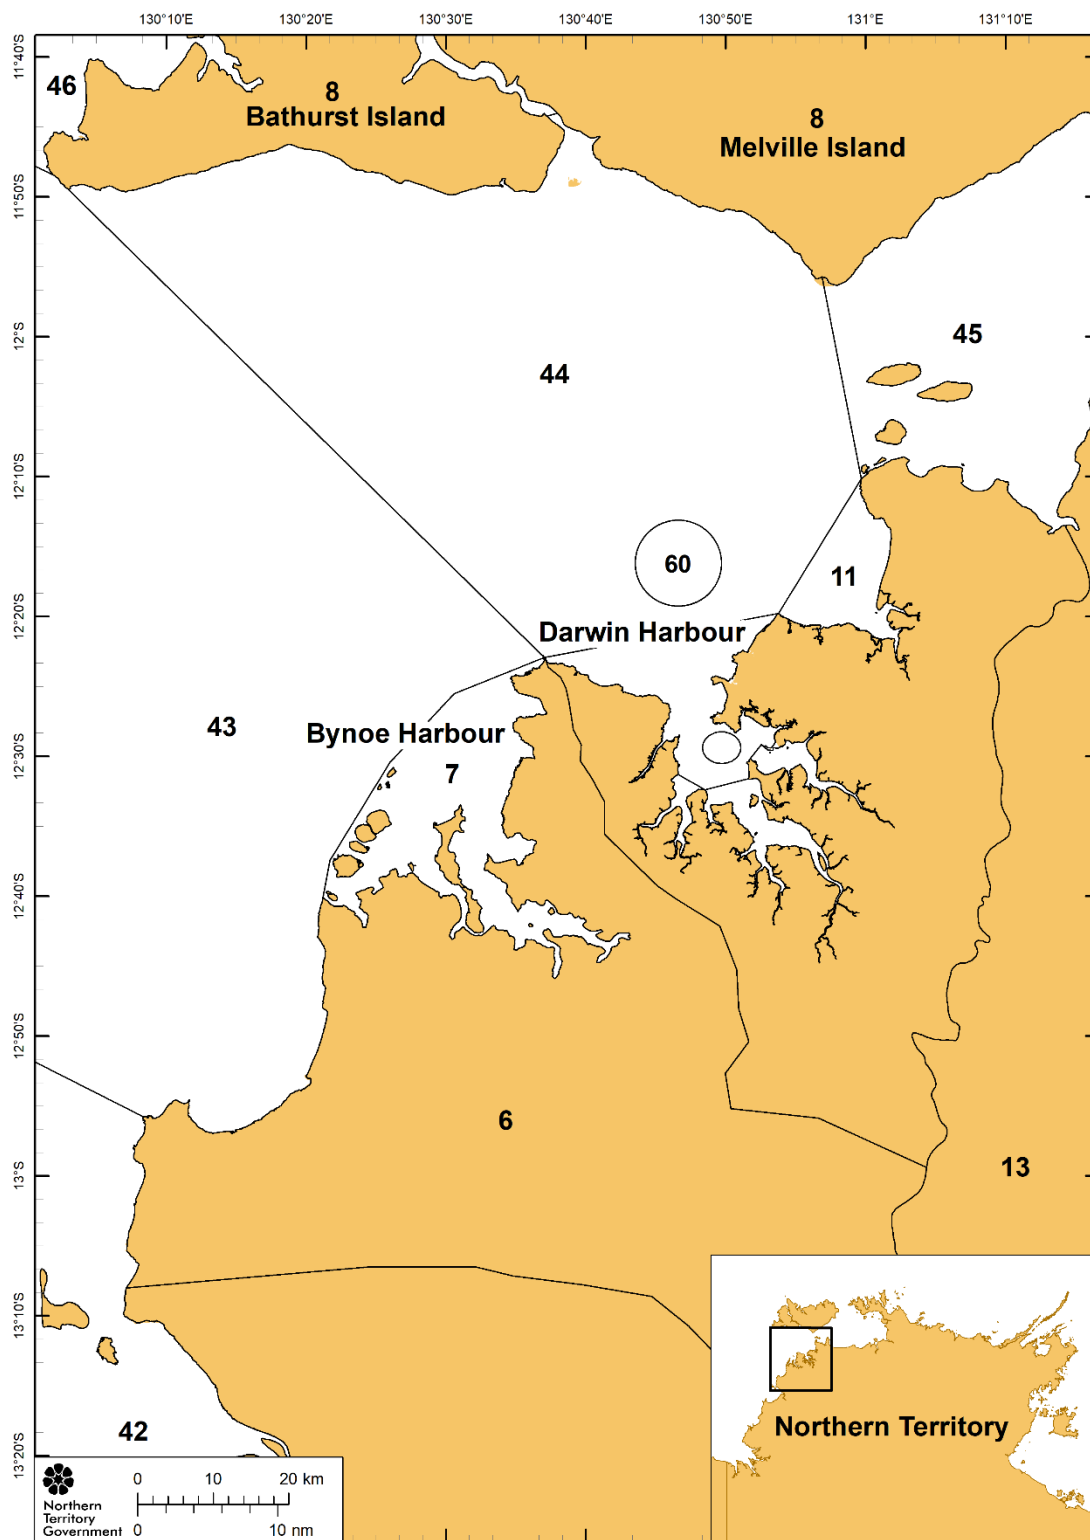 130°10'E
130°20'E
130°30'E
130°40'E
130°50'E
131°E
131°10'E
11°40'S
11°50'S
12°S
12°10'S
12°20'S
12°30'S
12°40'S
12°50'S
13°S
13°10'S
13°20'S
46
8
Bathurst Island
8
Melville Island
45
44
60
11
Darwin Harbour
43
Bynoe Harbour
7
6
13
42
Northern Territory
Northern
Territory
Government
0 10 20 km
0 10 nm